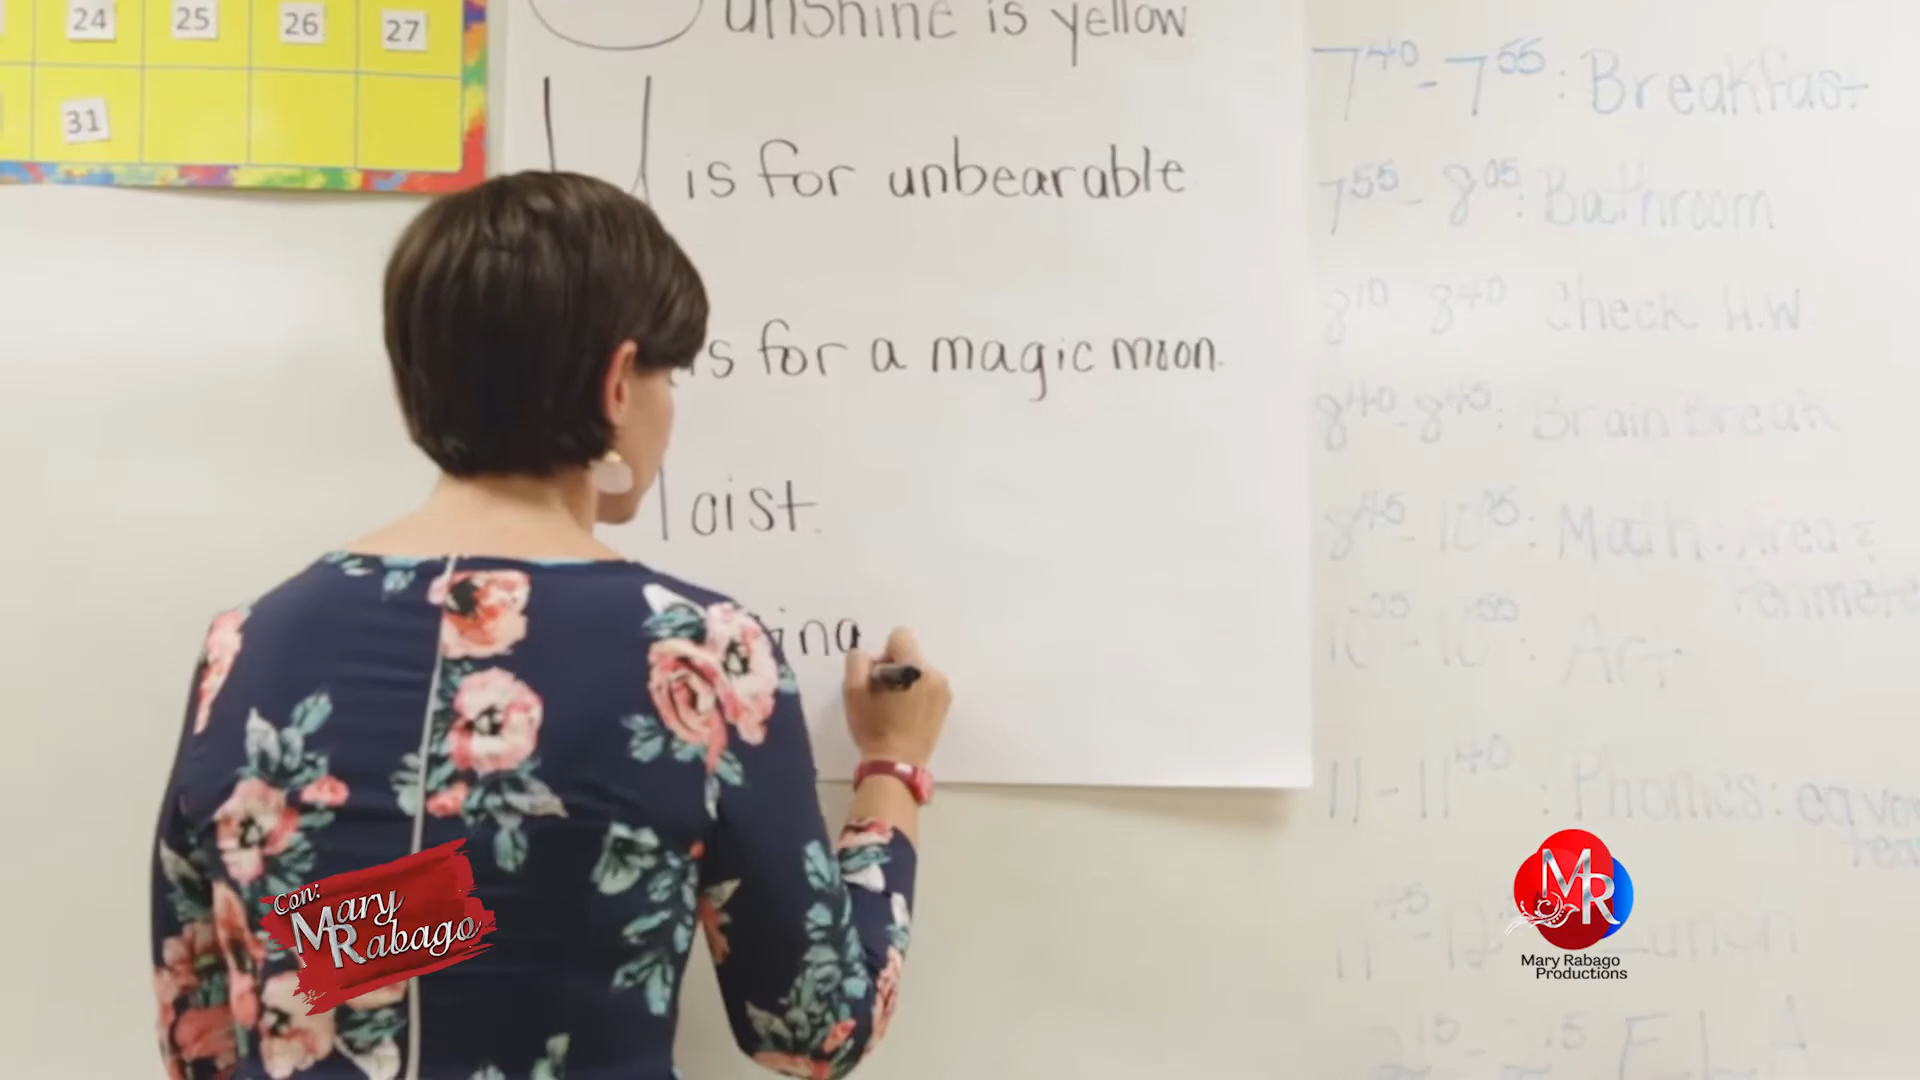 24 25 26 27
31
unshine is yellow
U is for unbearable
is for a magic moon.
oist.
ina
7 40 - 7 55 : Breakfast
7 55 - 8 05 : Bathroom
8 10 8 40 Check H.W
8 40 - 8 45 : Brain Break
8 45 - 10 05 : Math: Area &
Perimeter
10 - 10 55 : Art
11 - 11 40 : Phonics:
Lunch
Con:
Mary
Rabago
MR
Mary Rabago
Productions